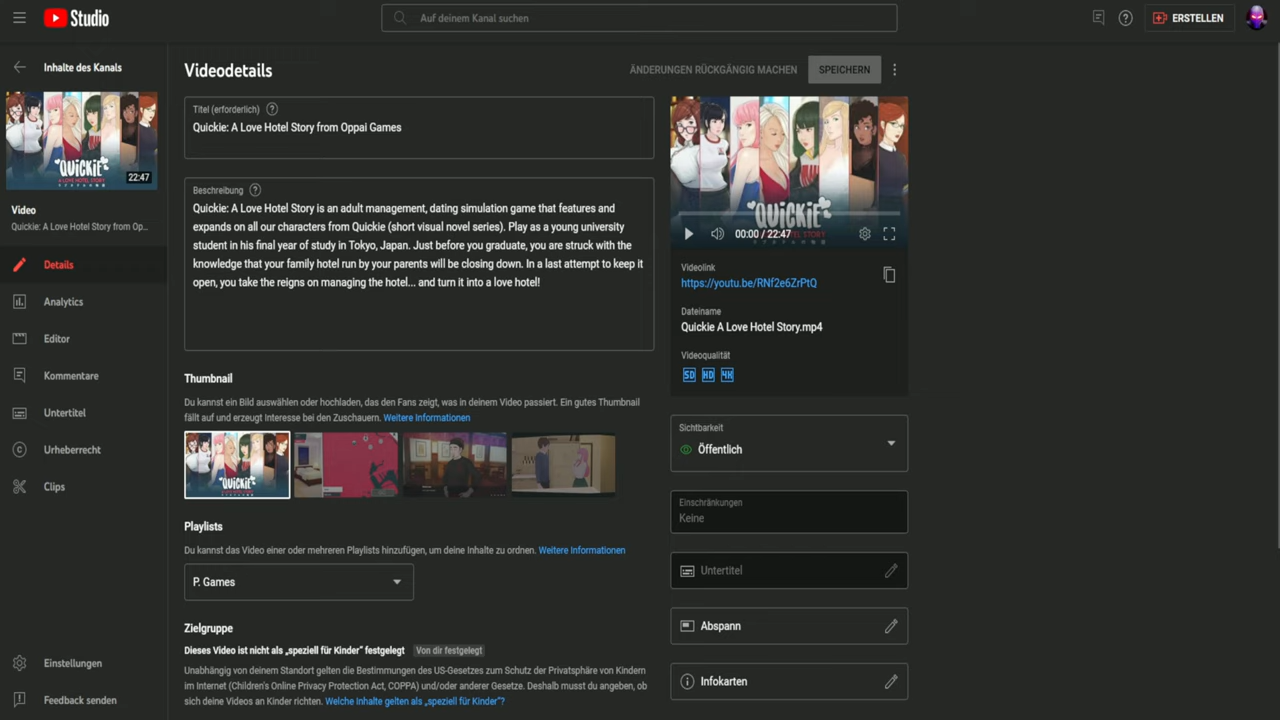 Studio
Auf deinem Kanal suchen
ERSTELLEN
Inhalte des Kanals
QUICKIE
A LOVE HOTEL STORY
22:47
Video
Quickie: A Love Hotel Story from Op...
Details
Analytics
Editor
Kommentare
Untertitel
Urheberrecht
Clips
Einstellungen
Feedback senden
Videodetails
ÄNDERUNGEN RÜCKGÄNGIG MACHEN
SPEICHERN
Titel (erforderlich)
Quickie: A Love Hotel Story from Oppai Games
Beschreibung
Quickie: A Love Hotel Story is an adult management, dating simulation game that features and
expands on all our characters from Quickie (short visual novel series). Play as a young university
student in his final year of study in Tokyo, Japan. Just before you graduate, you are struck with the
knowledge that your family hotel run by your parents will be closing down. In a last attempt to keep it
open, you take the reigns on managing the hotel... and turn it into a love hotel!
Thumbnail
Du kannst ein Bild auswählen oder hochladen, das den Fans zeigt, was in deinem Video passiert. Ein gutes Thumbnail
fällt auf und erzeugt Interesse bei den Zuschauern. Weitere Informationen
QUICKIE
Playlists
Du kannst das Video einer oder mehreren Playlists hinzufügen, um deine Inhalte zu ordnen. Weitere Informationen
P. Games
Zielgruppe
Dieses Video ist nicht als „speziell für Kinder“ festgelegt
Von dir festgelegt
Unabhängig von deinem Standort gelten die Bestimmungen des US-Gesetzes zum Schutz der Privatsphäre von Kindern
im Internet (Children's Online Privacy Protection Act, COPPA) und/oder anderer Gesetze. Deshalb musst du angeben, ob
sich deine Videos an Kinder richten. Welche Inhalte gelten als „speziell für Kinder“?
QUICKIE
00:00 / 22:47
Videolink
https://youtu.be/RNf2e6ZrPtQ
Dateiname
Quickie A Love Hotel Story.mp4
Videoqualität
SD HD 4K
Sichtbarkeit
Öffentlich
Einschränkungen
Keine
Untertitel
Abspann
Infokarten